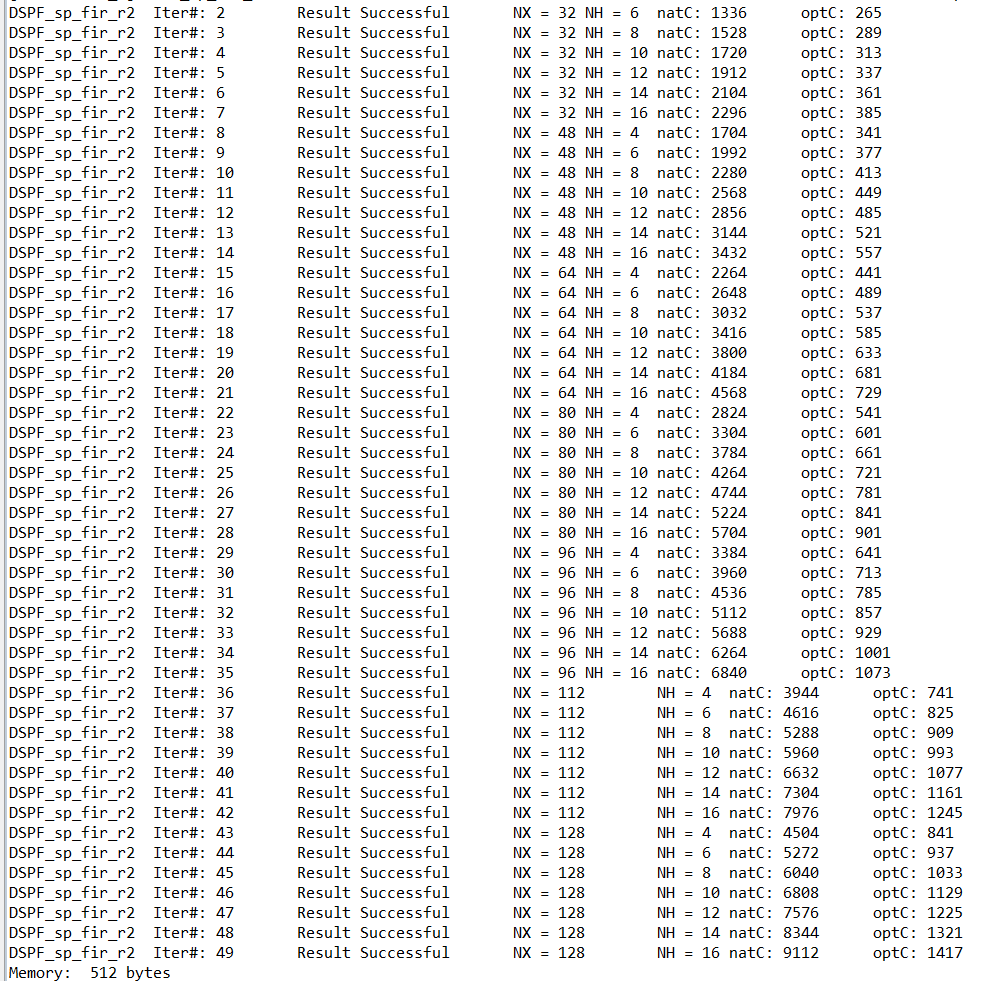 DSPF_sp_fir_r2 Iter#: 2 Result Successful NX = 32 NH = 6 natC: 1336 optC: 265
DSPF_sp_fir_r2 Iter#: 3 Result Successful NX = 32 NH = 8 natC: 1528 optC: 289
DSPF_sp_fir_r2 Iter#: 4 Result Successful NX = 32 NH = 10 natC: 1720 optC: 313
DSPF_sp_fir_r2 Iter#: 5 Result Successful NX = 32 NH = 12 natC: 1912 optC: 337
DSPF_sp_fir_r2 Iter#: 6 Result Successful NX = 32 NH = 14 natC: 2104 optC: 361
DSPF_sp_fir_r2 Iter#: 7 Result Successful NX = 32 NH = 16 natC: 2296 optC: 385
DSPF_sp_fir_r2 Iter#: 8 Result Successful NX = 48 NH = 4 natC: 1704 optC: 341
DSPF_sp_fir_r2 Iter#: 9 Result Successful NX = 48 NH = 6 natC: 1992 optC: 377
DSPF_sp_fir_r2 Iter#: 10 Result Successful NX = 48 NH = 8 natC: 2280 optC: 413
DSPF_sp_fir_r2 Iter#: 11 Result Successful NX = 48 NH = 10 natC: 2568 optC: 449
DSPF_sp_fir_r2 Iter#: 12 Result Successful NX = 48 NH = 12 natC: 2856 optC: 485
DSPF_sp_fir_r2 Iter#: 13 Result Successful NX = 48 NH = 14 natC: 3144 optC: 521
DSPF_sp_fir_r2 Iter#: 14 Result Successful NX = 48 NH = 16 natC: 3432 optC: 557
DSPF_sp_fir_r2 Iter#: 15 Result Successful NX = 64 NH = 4 natC: 2264 optC: 441
DSPF_sp_fir_r2 Iter#: 16 Result Successful NX = 64 NH = 6 natC: 2648 optC: 489
DSPF_sp_fir_r2 Iter#: 17 Result Successful NX = 64 NH = 8 natC: 3032 optC: 537
DSPF_sp_fir_r2 Iter#: 18 Result Successful NX = 64 NH = 10 natC: 3416 optC: 585
DSPF_sp_fir_r2 Iter#: 19 Result Successful NX = 64 NH = 12 natC: 3800 optC: 633
DSPF_sp_fir_r2 Iter#: 20 Result Successful NX = 64 NH = 14 natC: 4184 optC: 681
DSPF_sp_fir_r2 Iter#: 21 Result Successful NX = 64 NH = 16 natC: 4568 optC: 729
DSPF_sp_fir_r2 Iter#: 22 Result Successful NX = 80 NH = 4 natC: 2824 optC: 541
DSPF_sp_fir_r2 Iter#: 23 Result Successful NX = 80 NH = 6 natC: 3304 optC: 601
DSPF_sp_fir_r2 Iter#: 24 Result Successful NX = 80 NH = 8 natC: 3784 optC: 661
DSPF_sp_fir_r2 Iter#: 25 Result Successful NX = 80 NH = 10 natC: 4264 optC: 721
DSPF_sp_fir_r2 Iter#: 26 Result Successful NX = 80 NH = 12 natC: 4744 optC: 781
DSPF_sp_fir_r2 Iter#: 27 Result Successful NX = 80 NH = 14 natC: 5224 optC: 841
DSPF_sp_fir_r2 Iter#: 28 Result Successful NX = 80 NH = 16 natC: 5704 optC: 901
DSPF_sp_fir_r2 Iter#: 29 Result Successful NX = 96 NH = 4 natC: 3384 optC: 641
DSPF_sp_fir_r2 Iter#: 30 Result Successful NX = 96 NH = 6 natC: 3960 optC: 713
DSPF_sp_fir_r2 Iter#: 31 Result Successful NX = 96 NH = 8 natC: 4536 optC: 785
DSPF_sp_fir_r2 Iter#: 32 Result Successful NX = 96 NH = 10 natC: 5112 optC: 857
DSPF_sp_fir_r2 Iter#: 33 Result Successful NX = 96 NH = 12 natC: 5688 optC: 929
DSPF_sp_fir_r2 Iter#: 34 Result Successful NX = 96 NH = 14 natC: 6264 optC: 1001
DSPF_sp_fir_r2 Iter#: 35 Result Successful NX = 96 NH = 16 natC: 6840 optC: 1073
DSPF_sp_fir_r2 Iter#: 36 Result Successful NX = 112 NH = 4 natC: 3944 optC: 741
DSPF_sp_fir_r2 Iter#: 37 Result Successful NX = 112 NH = 6 natC: 4616 optC: 825
DSPF_sp_fir_r2 Iter#: 38 Result Successful NX = 112 NH = 8 natC: 5288 optC: 909
DSPF_sp_fir_r2 Iter#: 39 Result Successful NX = 112 NH = 10 natC: 5960 optC: 993
DSPF_sp_fir_r2 Iter#: 40 Result Successful NX = 112 NH = 12 natC: 6632 optC: 1077
DSPF_sp_fir_r2 Iter#: 41 Result Successful NX = 112 NH = 14 natC: 7304 optC: 1161
DSPF_sp_fir_r2 Iter#: 42 Result Successful NX = 112 NH = 16 natC: 7976 optC: 1245
DSPF_sp_fir_r2 Iter#: 43 Result Successful NX = 128 NH = 4 natC: 4504 optC: 841
DSPF_sp_fir_r2 Iter#: 44 Result Successful NX = 128 NH = 6 natC: 5272 optC: 937
DSPF_sp_fir_r2 Iter#: 45 Result Successful NX = 128 NH = 8 natC: 6040 optC: 1033
DSPF_sp_fir_r2 Iter#: 46 Result Successful NX = 128 NH = 10 natC: 6808 optC: 1129
DSPF_sp_fir_r2 Iter#: 47 Result Successful NX = 128 NH = 12 natC: 7576 optC: 1225
DSPF_sp_fir_r2 Iter#: 48 Result Successful NX = 128 NH = 14 natC: 8344 optC: 1321
DSPF_sp_fir_r2 Iter#: 49 Result Successful NX = 128 NH = 16 natC: 9112 optC: 1417
Memory: 512 bytes